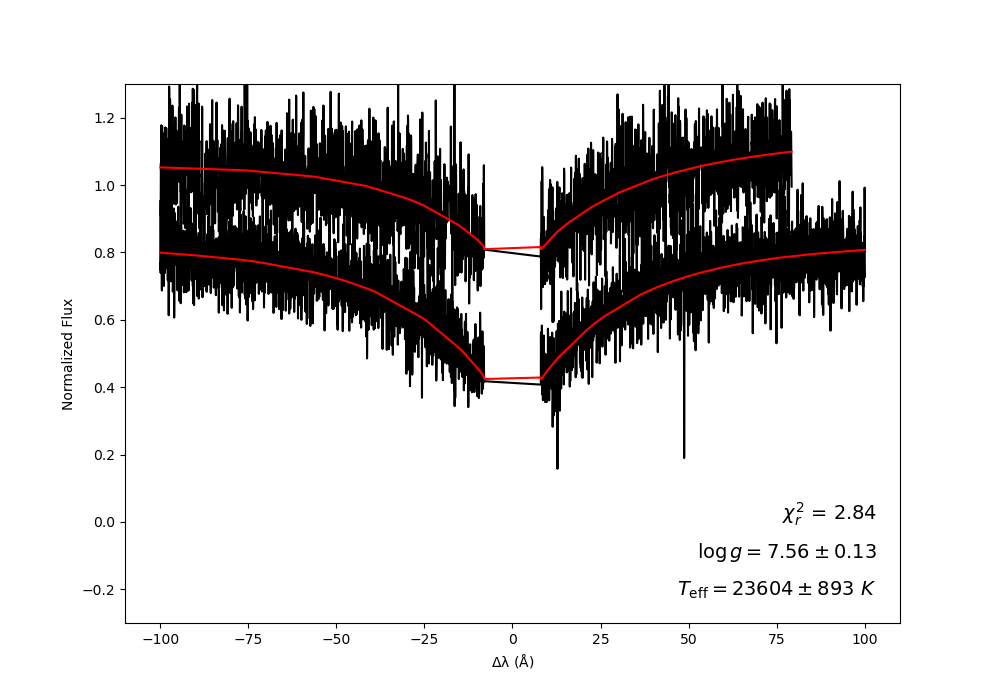 1.2
1.0
0.8
0.6
0.4
0.2
0.0
−0.2
Normalized Flux
χ²ᵣ = 2.84
log g = 7.56 ± 0.13
T_eff = 23604 ± 893 K
−100 −75 −50 −25 0 25 50 75 100
Δλ (Å)